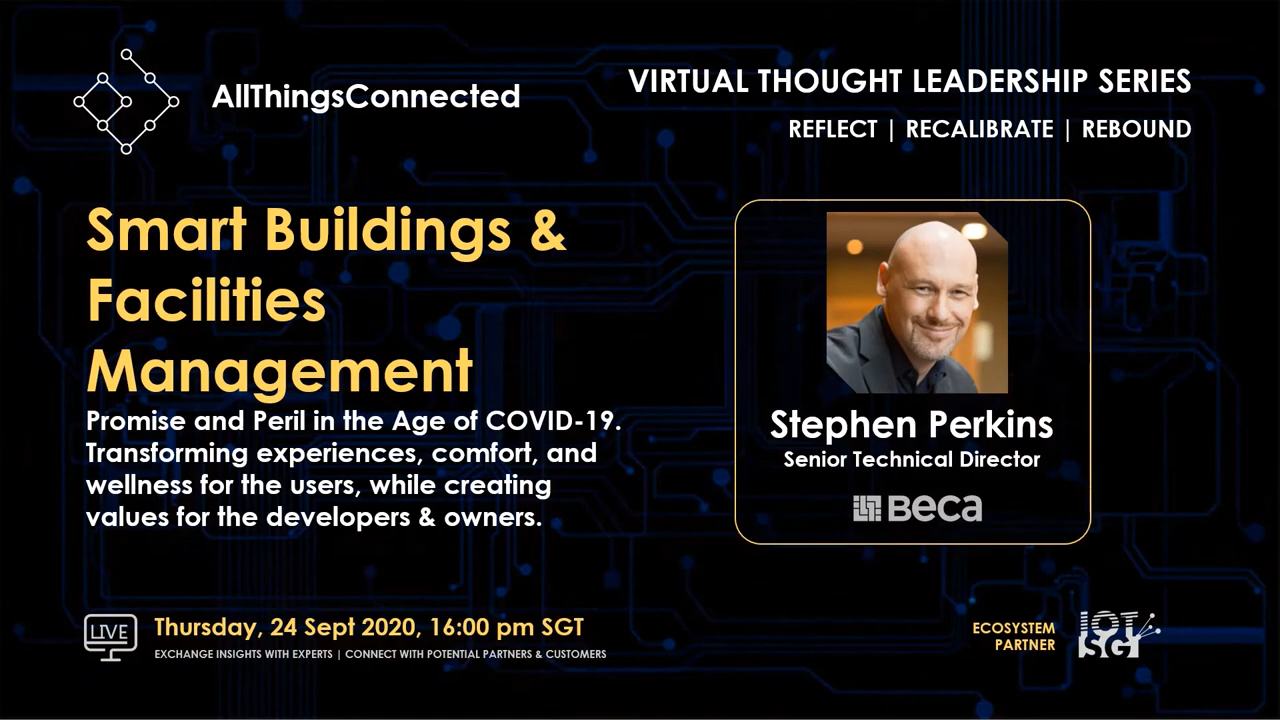 AllThingsConnected
VIRTUAL THOUGHT LEADERSHIP SERIES
REFLECT | RECALIBRATE | REBOUND
Smart Buildings &
Facilities
Management
Promise and Peril in the Age of COVID-19.
Transforming experiences, comfort, and
wellness for the users, while creating
values for the developers & owners.
Stephen Perkins
Senior Technical Director
Beca
LIVE
Thursday, 24 Sept 2020, 16:00 pm SGT
EXCHANGE INSIGHTS WITH EXPERTS | CONNECT WITH POTENTIAL PARTNERS & CUSTOMERS
ECOSYSTEM
PARTNER
IOT
SG